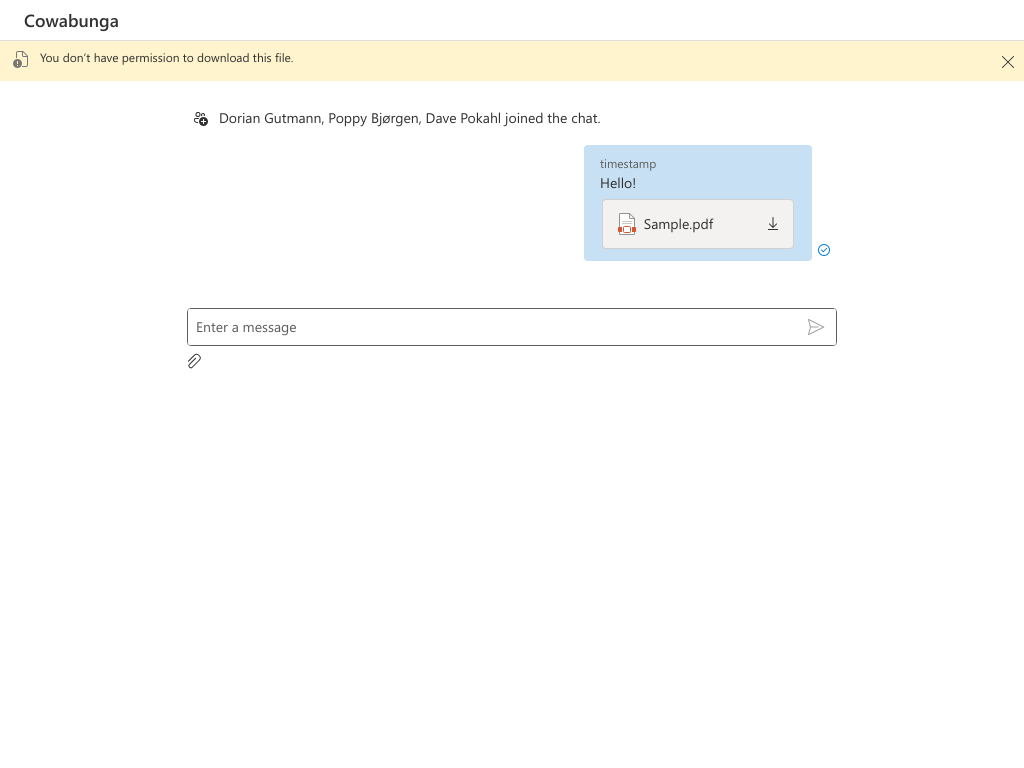 Cowabunga
You don't have permission to download this file.
Dorian Gutmann, Poppy Bjørgen, Dave Pokahl joined the chat.
timestamp
Hello!
Sample.pdf
Enter a message